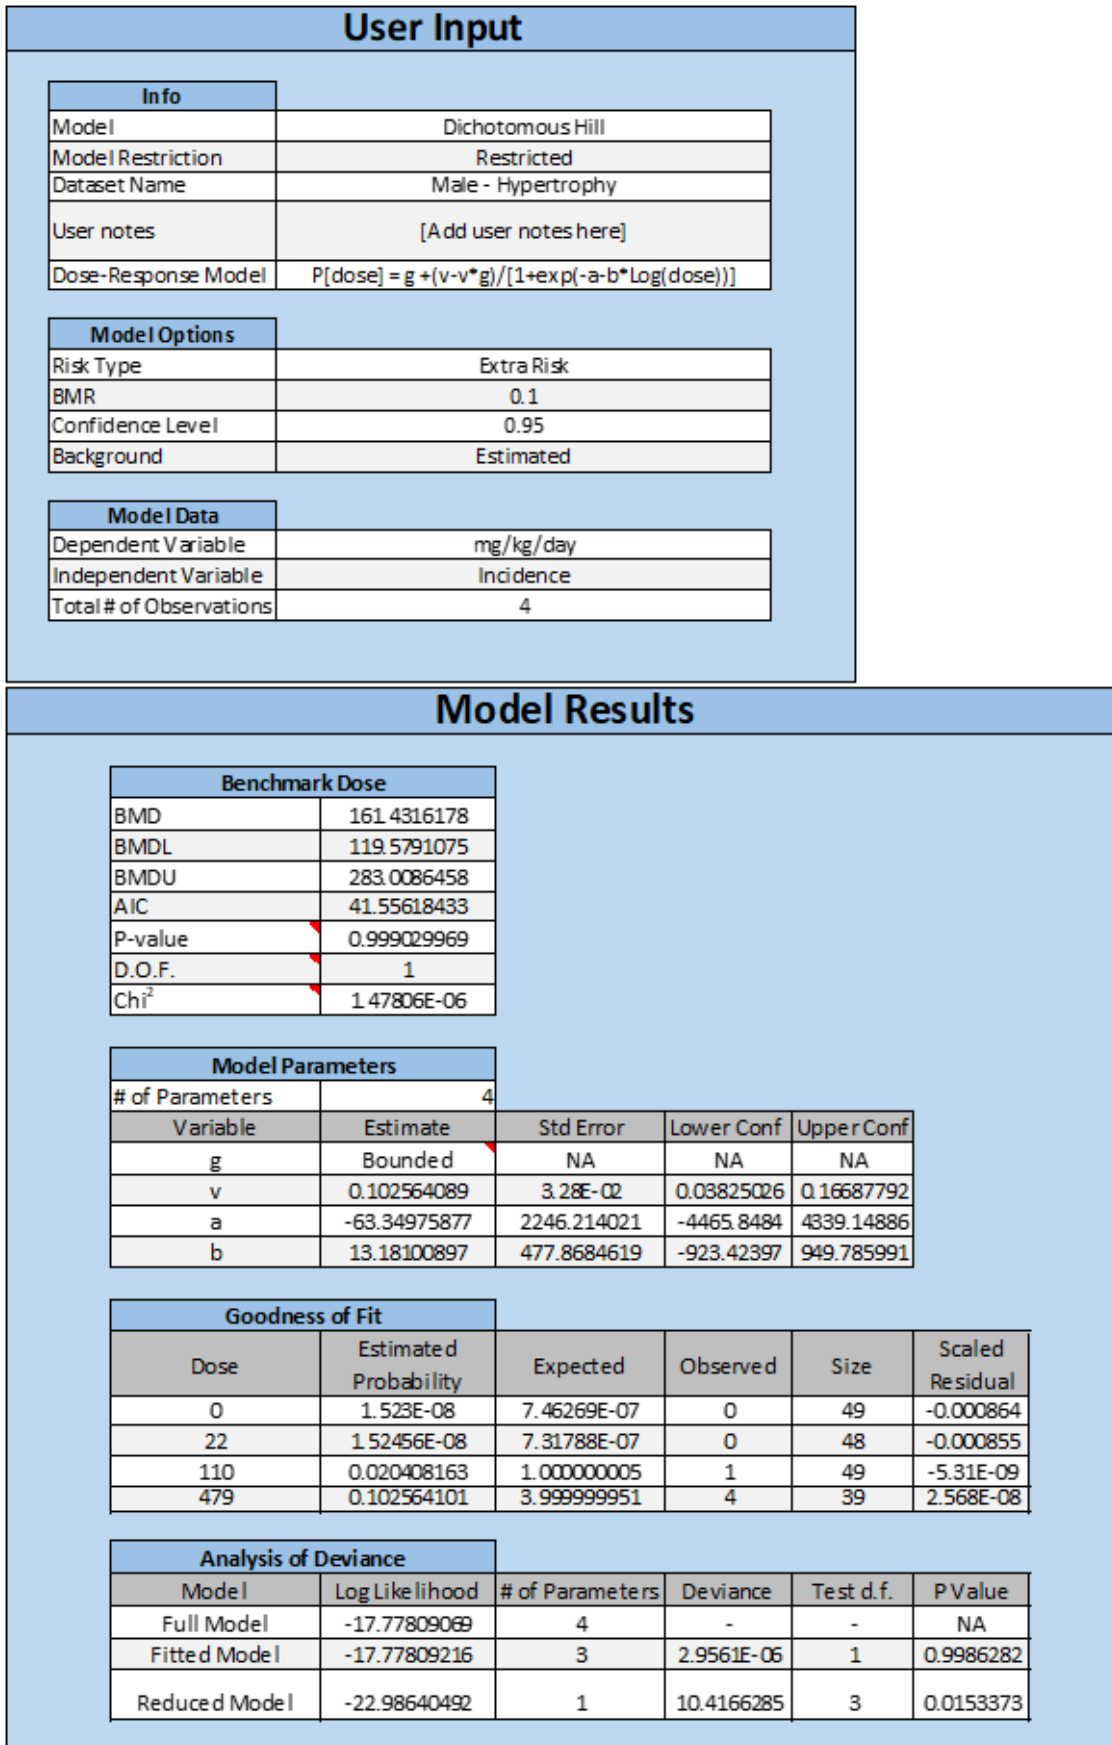 User Input
Info
Model Dichotomous Hill
Model Restriction Restricted
Dataset Name Male - Hypertrophy
User notes [Add user notes here]
Dose-Response Model P[dose] = g +(v-v*g)/[1+exp(-a-b*Log(dose))]
Model Options
Risk Type Extra Risk
BMR 0.1
Confidence Level 0.95
Background Estimated
Model Data
Dependent Variable mg/kg/day
Independent Variable Incidence
Total # of Observations 4
Model Results
Benchmark Dose
BMD 161.4316178
BMDL 119.5791075
BMDU 283.0086458
AIC 41.55618433
P-value 0.999029969
D.O.F. 1
Chi² 1.47806E-06
Model Parameters
# of Parameters 4
Variable Estimate Std Error Lower Conf Upper Conf
g Bounded NA NA NA
v 0.102564089 3.28E-02 0.03825026 0.16687792
a -63.34975877 2246.214021 -4465.8484 4339.14886
b 13.18100897 477.8684619 -923.42397 949.785991
Goodness of Fit
Dose Estimated Probability Expected Observed Size Scaled Residual
0 1.523E-08 7.46269E-07 0 49 -0.000864
22 1.52456E-08 7.31788E-07 0 48 -0.000855
110 0.020408163 1.000000005 1 49 -5.31E-09
479 0.102564101 3.999999951 4 39 2.568E-08
Analysis of Deviance
Model Log Likelihood # of Parameters Deviance Test d.f. P Value
Full Model -17.77809069 4 - - NA
Fitted Model -17.77809216 3 2.9561E-06 1 0.9986282
Reduced Model -22.98640492 1 10.4166285 3 0.0153373